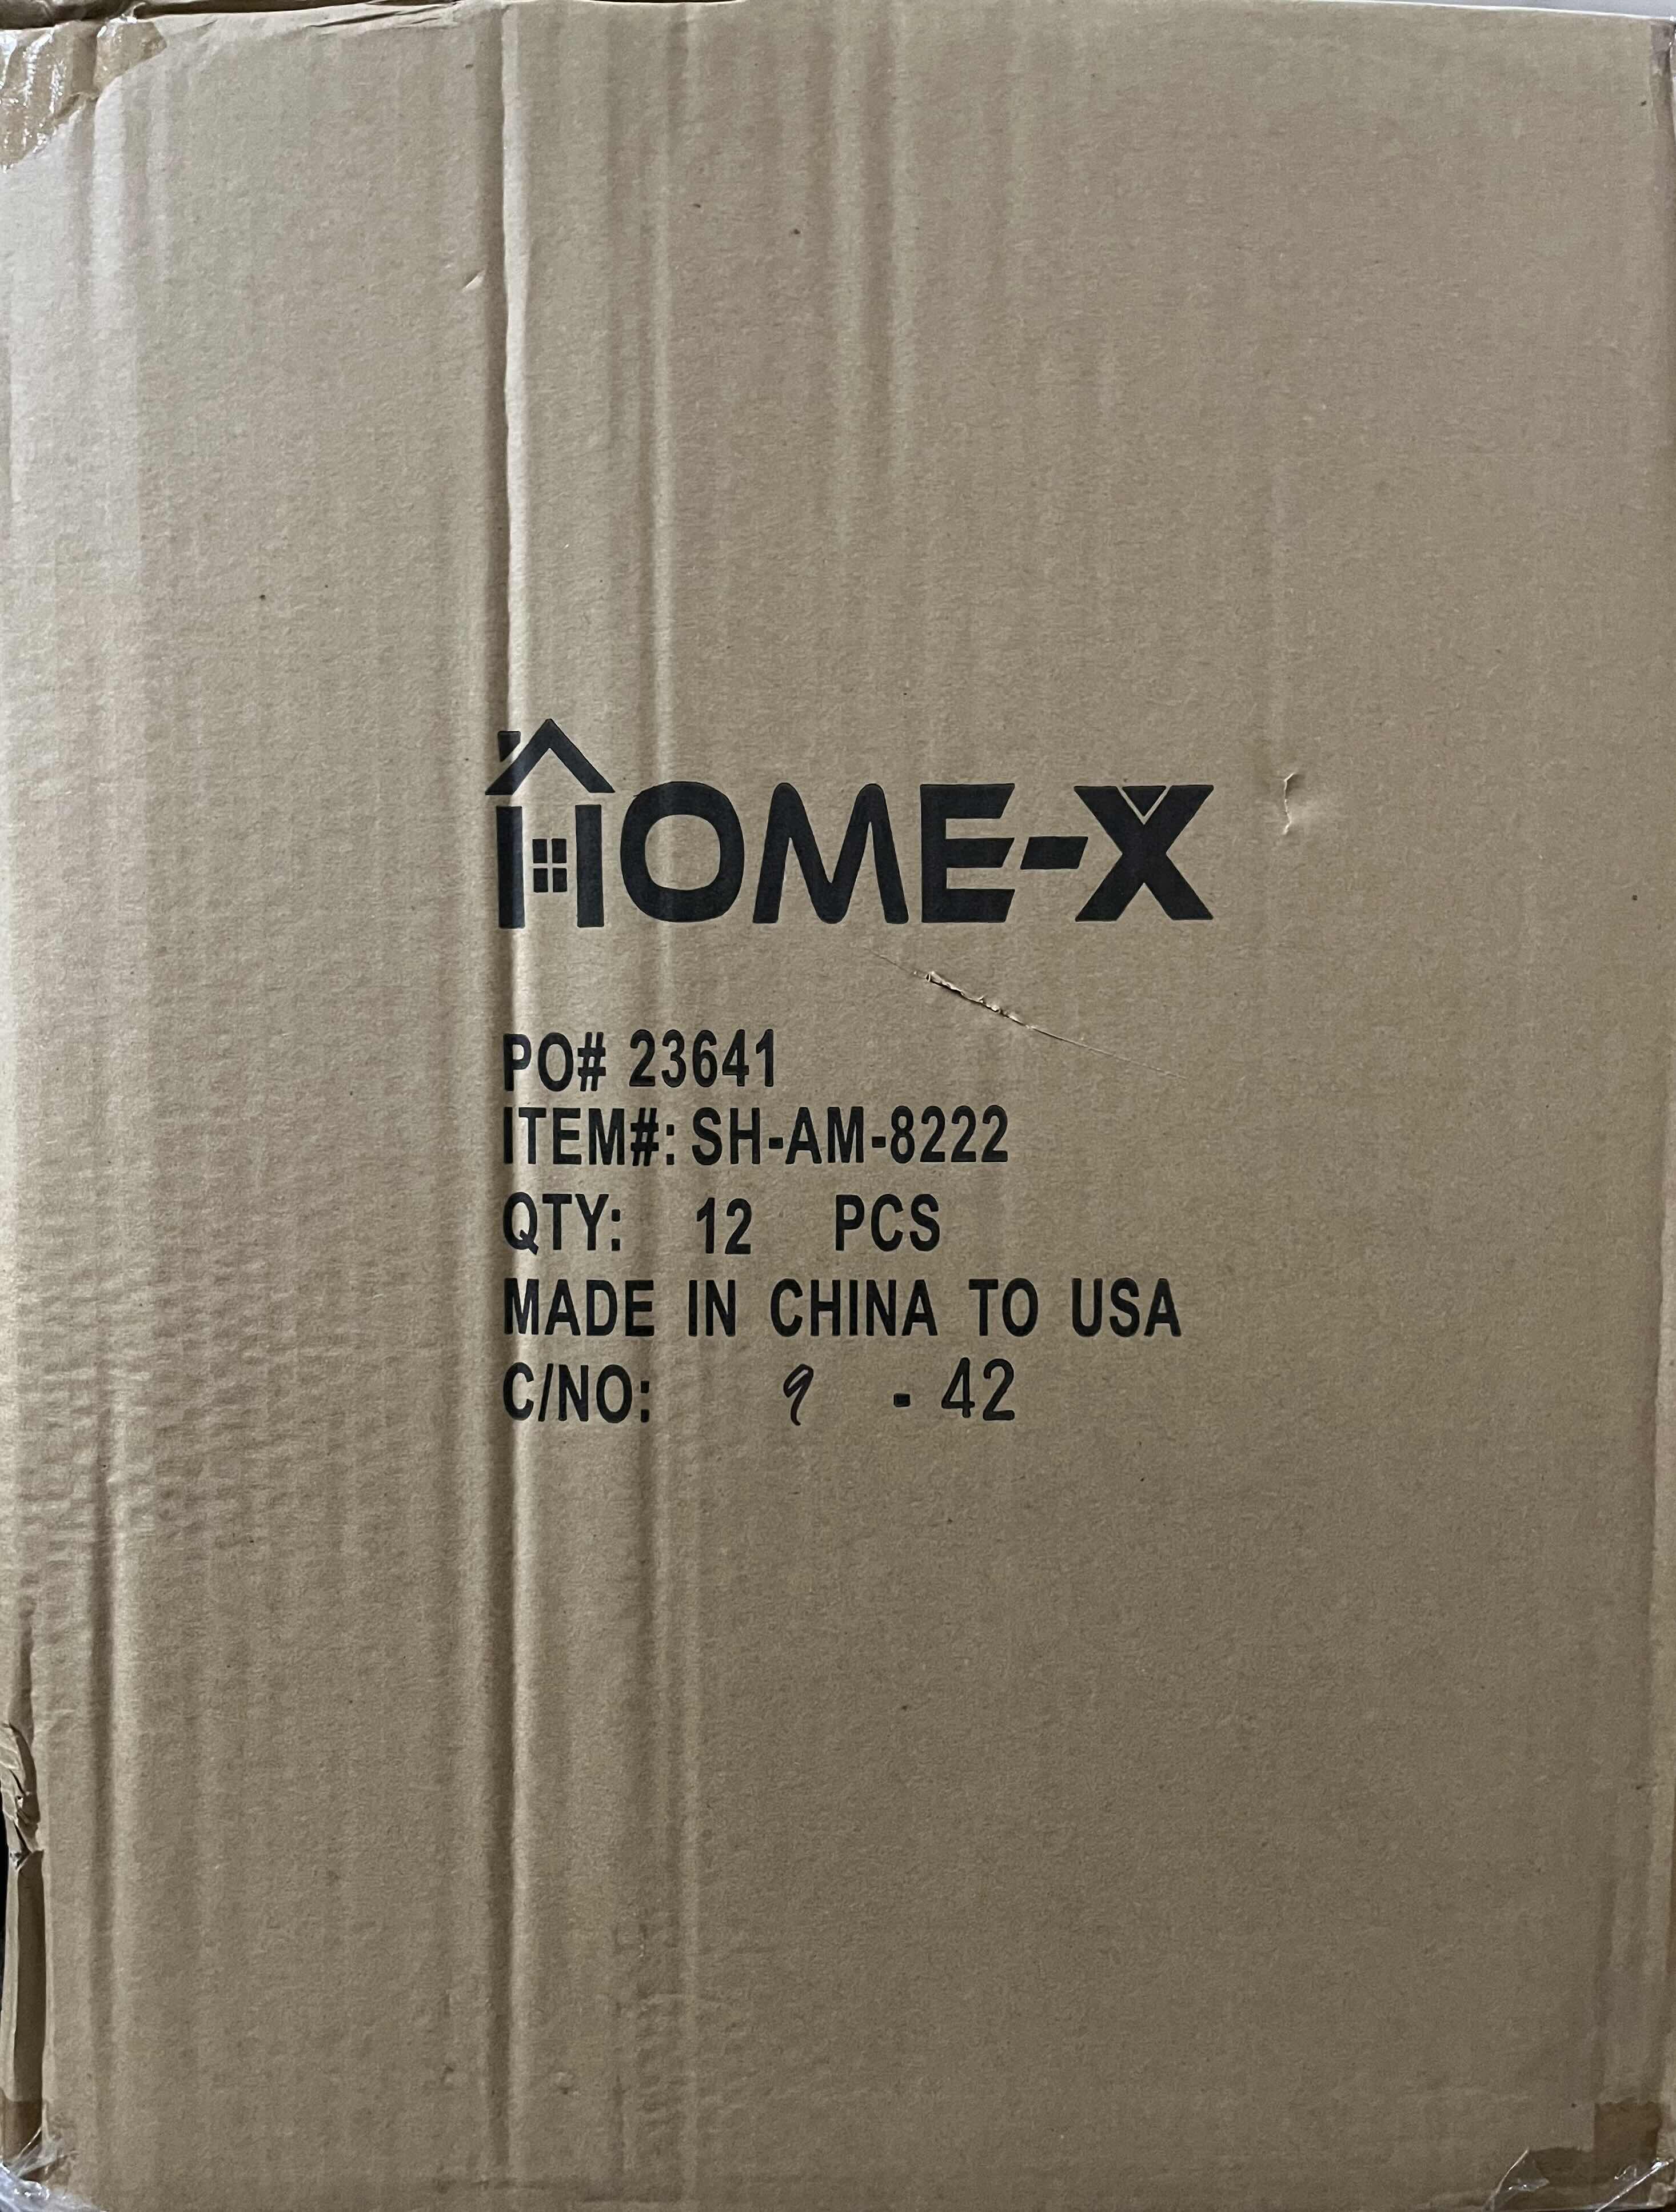 HOME-X
PO# 23641
ITEM#: SH-AM-8222
QTY: 12 PCS
MADE IN CHINA TO USA
C/NO: 9 - 42